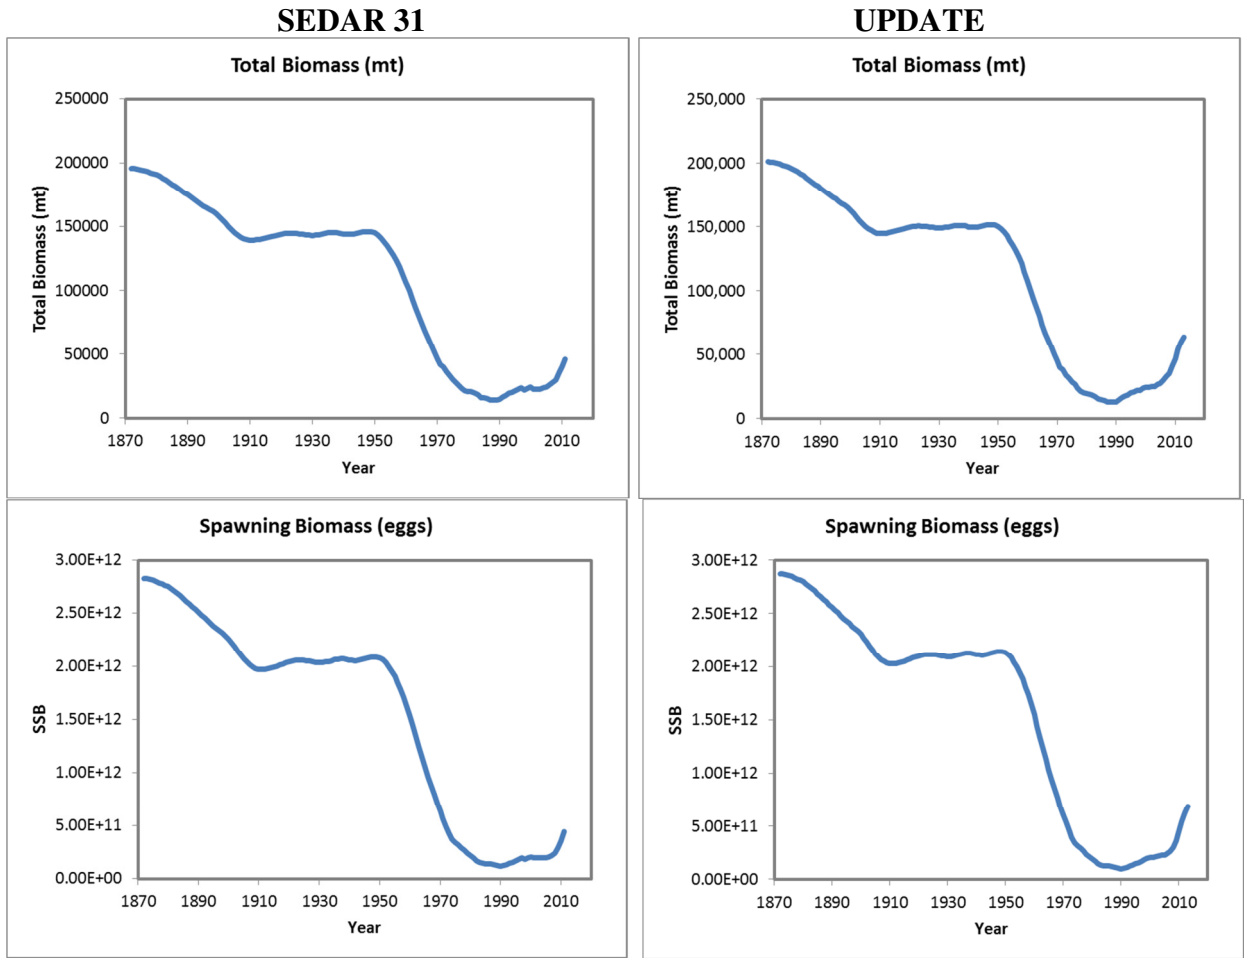 SEDAR 31
UPDATE
Total Biomass (mt)
250000
200000
150000
100000
50000
0
Total Biomass (mt)
1870 1890 1910 1930 1950 1970 1990 2010
Year
Total Biomass (mt)
250,000
200,000
150,000
100,000
50,000
0
Total Biomass (mt)
1870 1890 1910 1930 1950 1970 1990 2010
Year
Spawning Biomass (eggs)
3.00E+12
2.50E+12
2.00E+12
1.50E+12
1.00E+12
5.00E+11
0.00E+00
SSB
1870 1890 1910 1930 1950 1970 1990 2010
Year
Spawning Biomass (eggs)
3.00E+12
2.50E+12
2.00E+12
1.50E+12
1.00E+12
5.00E+11
0.00E+00
SSB
1870 1890 1910 1930 1950 1970 1990 2010
Year